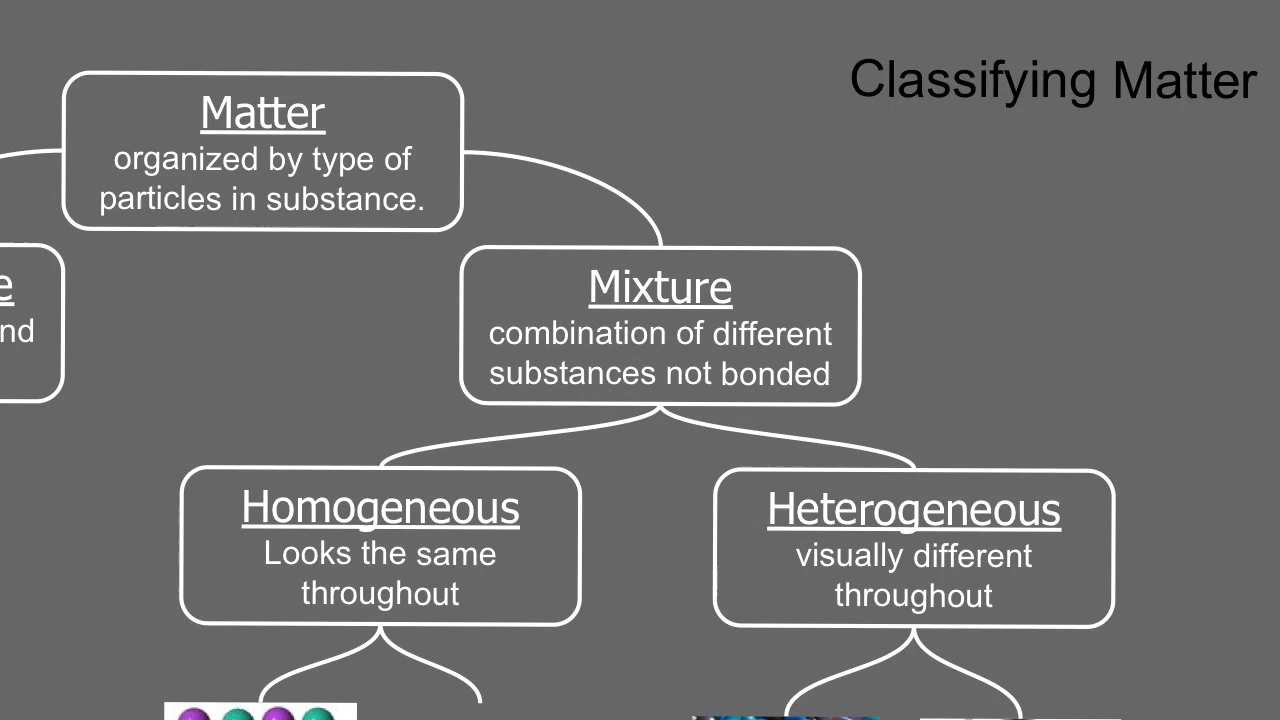 Classifying Matter
Matter
organized by type of
particles in substance.
e
nd
Mixture
combination of different
substances not bonded
Homogeneous
Looks the same
throughout
Heterogeneous
visually different
throughout